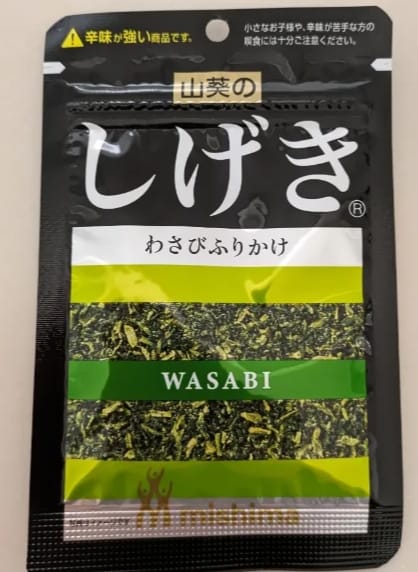 辛味が強い商品です。
小さなお子様や、辛味が苦手な方の
喫食には十分ご注意ください。
山葵の
しげき®
わさびふりかけ
WASABI
mishima